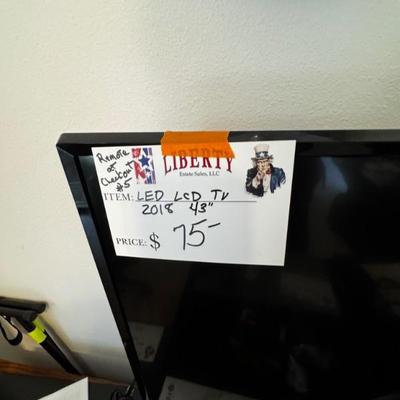 Remote
at
Checkout
#5
LIBERTY
Estate Sales, LLC
ITEM: LED LCD TV
2018 43"
PRICE: $ 75-